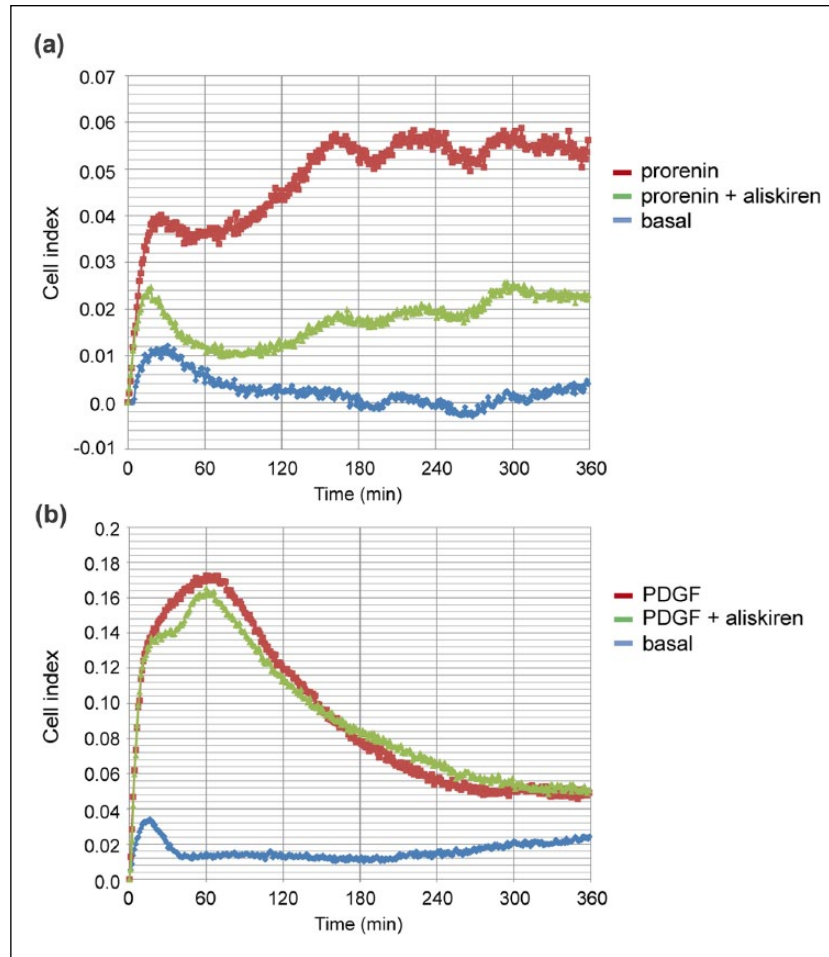 (a)
0.07
0.06
0.05
0.04
0.03
0.02
0.01
0.0
-0.01
Cell index
0 60 120 180 240 300 360
Time (min)
prorenin
prorenin + aliskiren
basal
(b)
0.2
0.18
0.16
0.14
0.12
0.10
0.08
0.06
0.04
0.02
0.0
Cell index
0 60 120 180 240 300 360
Time (min)
PDGF
PDGF + aliskiren
basal